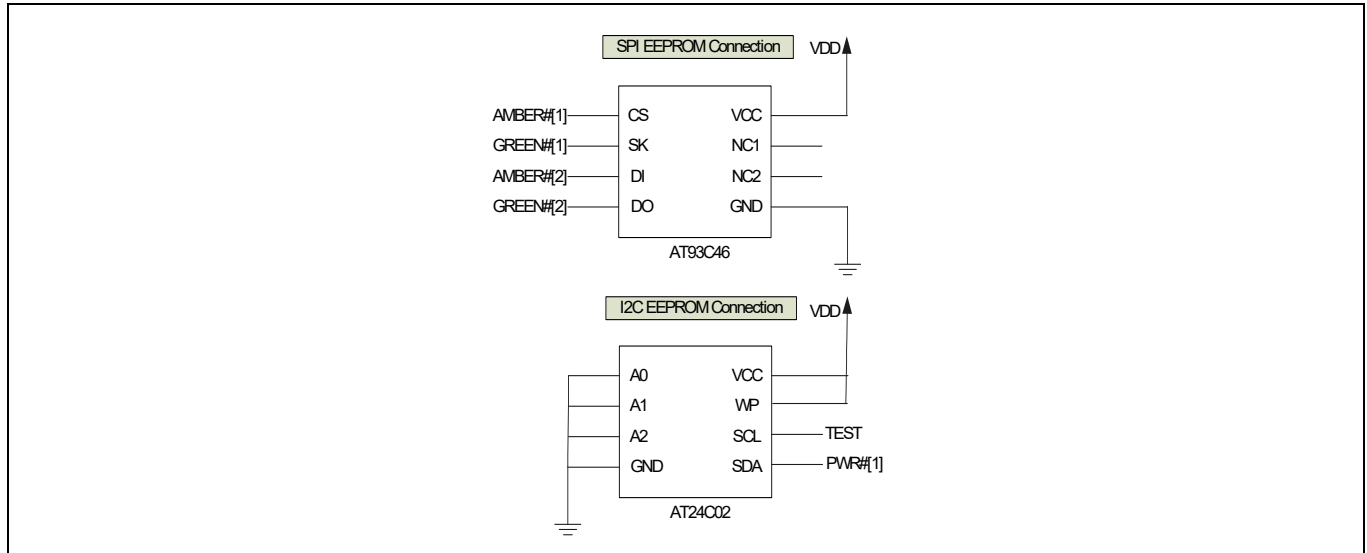 SPI EEPROM Connection
VDD
AMBER#[1]
CS
VCC
GREEN#[1]
SK
NC1
AMBER#[2]
DI
NC2
GREEN#[2]
DO
GND
AT93C46
I2C EEPROM Connection
VDD
A0
VCC
A1
WP
A2
SCL
TEST
GND
SDA
PWR#[1]
AT24C02